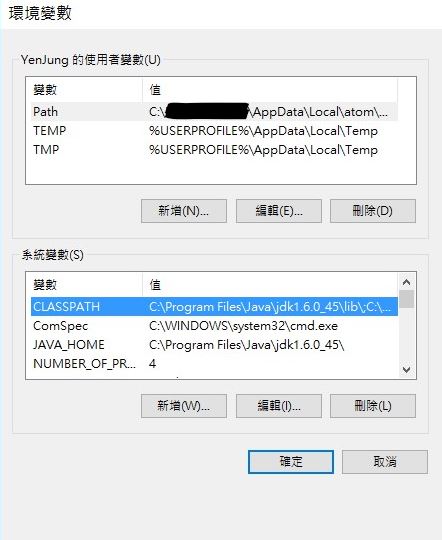 環境變數
YenJung 的使用者變數(U)
變數 值
Path C:\ \AppData\Local\atom\...
TEMP %USERPROFILE%\AppData\Local\Temp
TMP %USERPROFILE%\AppData\Local\Temp
新增(N)... 編輯(E)... 刪除(D)
系統變數(S)
變數 值
CLASSPATH C:\Program Files\Java\jdk1.6.0_45\lib\;C:\...
ComSpec C:\WINDOWS\system32\cmd.exe
JAVA_HOME C:\Program Files\Java\jdk1.6.0_45\
NUMBER_OF_PR... 4
新增(W)... 編輯(I)... 刪除(L)
確定 取消